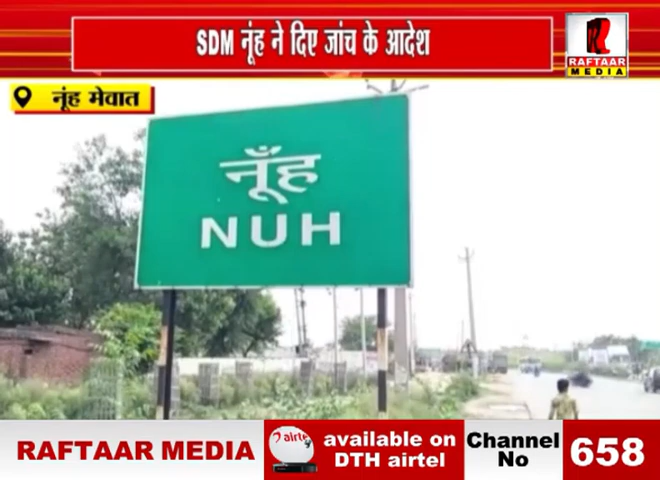 SDM नूंह ने दिए जांच के आदेश
RAFTAAR
MEDIA
नूंह मेवात
नूँह
NUH
RAFTAAR MEDIA
airtel
available on
DTH airtel
Channel
No
658